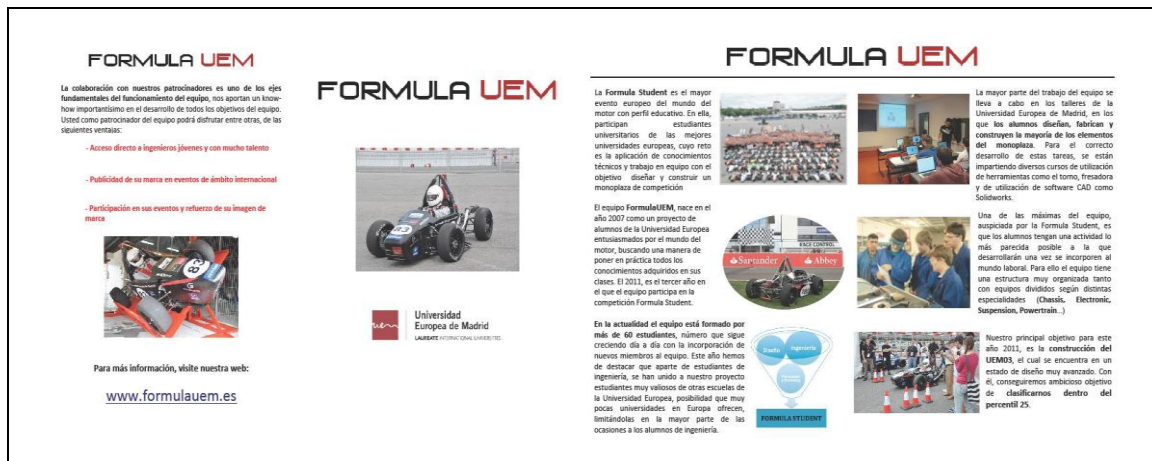 FORMULA UEM
La colaboración con nuestros patrocinadores es uno de los ejes
fundamentales del funcionamiento del equipo, nos aportan un know-
how importantísimo en el desarrollo de todos los objetivos del equipo.
Usted como patrocinador del equipo podrá disfrutar entre otras, de las
siguientes ventajas:
- Acceso directo a ingenieros jóvenes y con mucho talento
- Publicidad de su marca en eventos de ámbito internacional
- Participación en sus eventos y refuerzo de su imagen de
marca
83
Para más información, visite nuestra web:
www.formulauem.es
FORMULA UEM
83
uem
Universidad
Europea de Madrid
LAUREATE INTERNATIONAL UNIVERSITIES
FORMULA UEM
La Formula Student es el mayor
evento europeo del mundo del
motor con perfil educativo. En ella,
participan estudiantes
universitarios de las mejores
universidades europeas, cuyo reto
es la aplicación de conocimientos
técnicos y trabajo en equipo con el
objetivo diseñar y construir un
monoplaza de competición
El equipo FormulaUEM, nace en el
año 2007 como un proyecto de
alumnos de la Universidad Europea
entusiasmados por el mundo del
motor, buscando una manera de
poner en práctica todos los
conocimientos adquiridos en sus
clases. El 2011, es el tercer año en
el que el equipo participa en la
competición Formula Student.
En la actualidad el equipo está formado por
más de 60 estudiantes, número que sigue
creciendo día a día con la incorporación de
nuevos miembros al equipo. Este año hemos
de destacar que aparte de estudiantes de
ingeniería, se han unido a nuestro proyecto
estudiantes muy valiosos de otras escuelas de
la Universidad Europea, posibilidad que muy
pocas universidades en Europa ofrecen,
limitándolas en la mayor parte de las
ocasiones a los alumnos de ingeniería.
RACE CONTROL
Santander
Abbey
Diseño
Ingeniería
FORMULA STUDENT
La mayor parte del trabajo del equipo se
lleva a cabo en los talleres de la
Universidad Europea de Madrid, en los
que los alumnos diseñan, fabrican y
construyen la mayoría de los elementos
del monoplaza. Para el correcto
desarrollo de estas tareas, se están
impartiendo diversos cursos de utilización
de herramientas como el torno, fresadora
y de utilización de software CAD como
Solidworks.
Una de las máximas del equipo,
auspiciada por la Formula Student, es
que los alumnos tengan una actividad lo
más parecida posible a la que
desarrollarán una vez se incorporen al
mundo laboral. Para ello el equipo tiene
una estructura muy organizada tanto
con equipos divididos según distintas
especialidades (Chassis, Electronic,
Suspension, Powertrain...)
Nuestro principal objetivo para este
año 2011, es la construcción del
UEM03, el cual se encuentra en un
estado de diseño muy avanzado. Con
él, conseguiremos ambicioso objetivo
de clasificarnos dentro del
percentil 25.